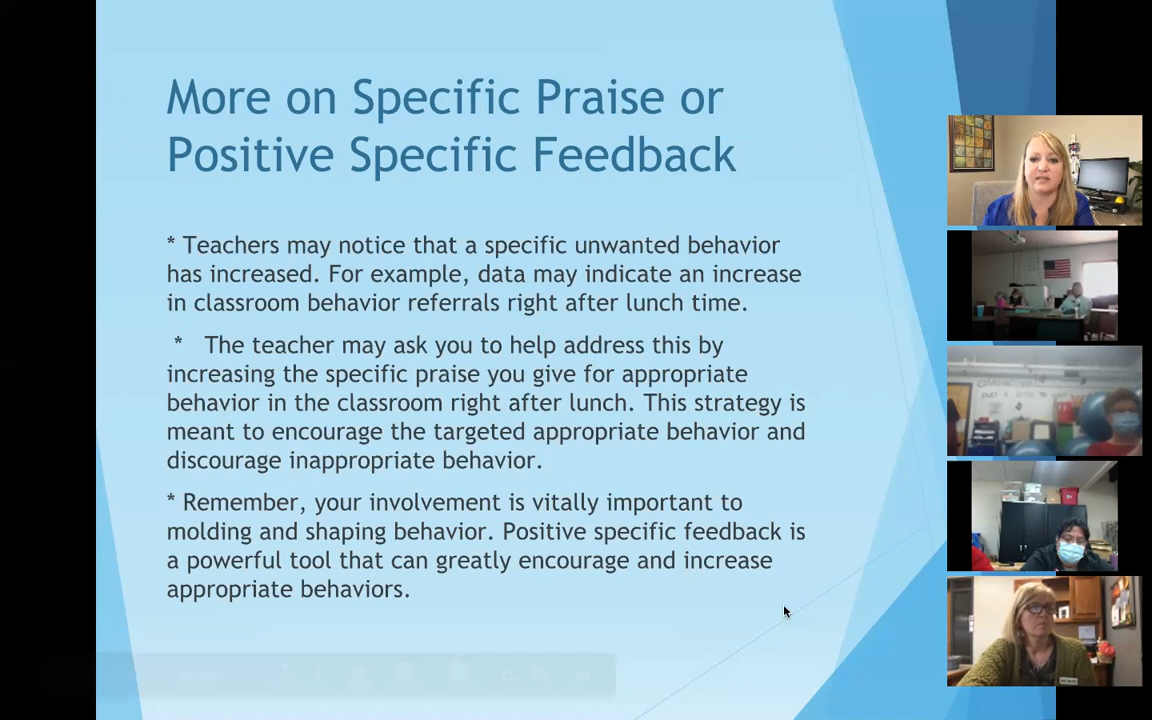 More on Specific Praise or
Positive Specific Feedback
* Teachers may notice that a specific unwanted behavior
has increased. For example, data may indicate an increase
in classroom behavior referrals right after lunch time.
* The teacher may ask you to help address this by
increasing the specific praise you give for appropriate
behavior in the classroom right after lunch. This strategy is
meant to encourage the targeted appropriate behavior and
discourage inappropriate behavior.
* Remember, your involvement is vitally important to
molding and shaping behavior. Positive specific feedback is
a powerful tool that can greatly encourage and increase
appropriate behaviors.